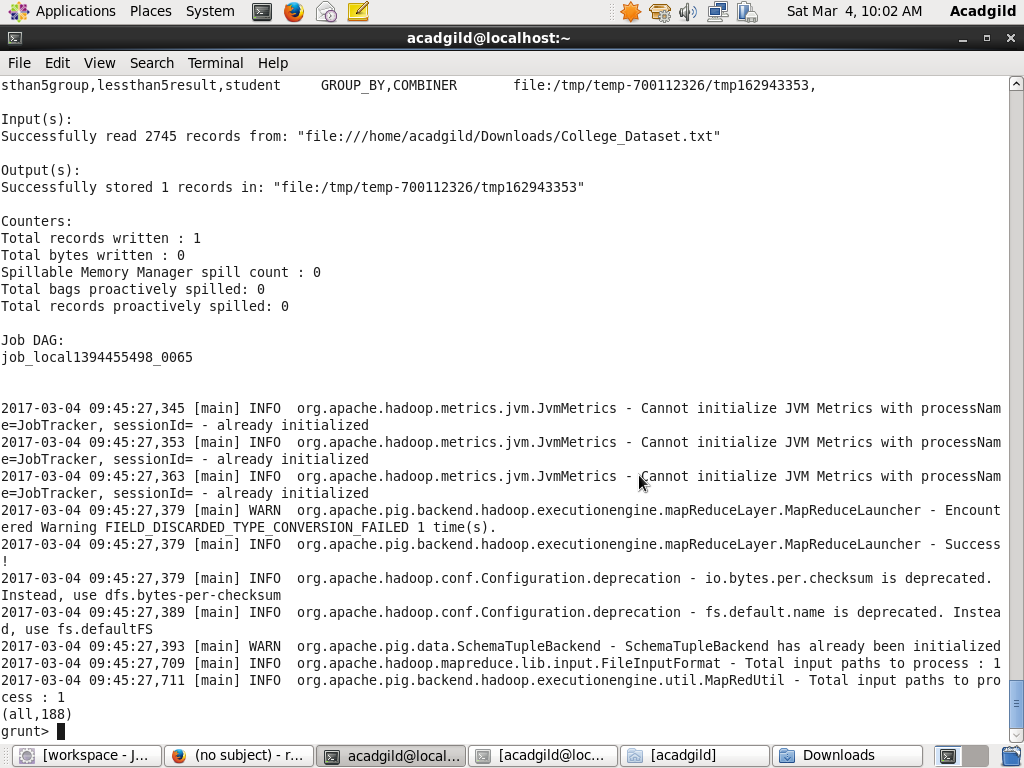 Applications Places System Sat Mar 4, 10:02 AM Acadgild
acadgild@localhost:~
File Edit View Search Terminal Help
sthan5group,lessthan5result,student GROUP_BY,COMBINER file:/tmp/temp-700112326/tmp162943353,
Input(s):
Successfully read 2745 records from: "file:///home/acadgild/Downloads/College_Dataset.txt"
Output(s):
Successfully stored 1 records in: "file:/tmp/temp-700112326/tmp162943353"
Counters:
Total records written : 1
Total bytes written : 0
Spillable Memory Manager spill count : 0
Total bags proactively spilled: 0
Total records proactively spilled: 0
Job DAG:
job_local1394455498_0065
2017-03-04 09:45:27,345 [main] INFO  org.apache.hadoop.metrics.jvm.JvmMetrics - Cannot initialize JVM Metrics with processNam
e=JobTracker, sessionId= - already initialized
2017-03-04 09:45:27,353 [main] INFO  org.apache.hadoop.metrics.jvm.JvmMetrics - Cannot initialize JVM Metrics with processNam
e=JobTracker, sessionId= - already initialized
2017-03-04 09:45:27,363 [main] INFO  org.apache.hadoop.metrics.jvm.JvmMetrics - Cannot initialize JVM Metrics with processNam
e=JobTracker, sessionId= - already initialized
2017-03-04 09:45:27,379 [main] WARN  org.apache.pig.backend.hadoop.executionengine.mapReduceLayer.MapReduceLauncher - Encount
ered Warning FIELD_DISCARDED_TYPE_CONVERSION_FAILED 1 time(s).
2017-03-04 09:45:27,379 [main] INFO  org.apache.pig.backend.hadoop.executionengine.mapReduceLayer.MapReduceLauncher - Success
!
2017-03-04 09:45:27,379 [main] INFO  org.apache.hadoop.conf.Configuration.deprecation - io.bytes.per.checksum is deprecated.
Instead, use dfs.bytes-per-checksum
2017-03-04 09:45:27,389 [main] INFO  org.apache.hadoop.conf.Configuration.deprecation - fs.default.name is deprecated. Instea
d, use fs.defaultFS
2017-03-04 09:45:27,393 [main] WARN  org.apache.pig.data.SchemaTupleBackend - SchemaTupleBackend has already been initialized
2017-03-04 09:45:27,709 [main] INFO  org.apache.hadoop.mapreduce.lib.input.FileInputFormat - Total input paths to process : 1
2017-03-04 09:45:27,711 [main] INFO  org.apache.pig.backend.hadoop.executionengine.util.MapRedUtil - Total input paths to pro
cess : 1
(all,188)
grunt>
[workspace - J... (no subject) - r... acadgild@local... [acadgild@loc... [acadgild] Downloads